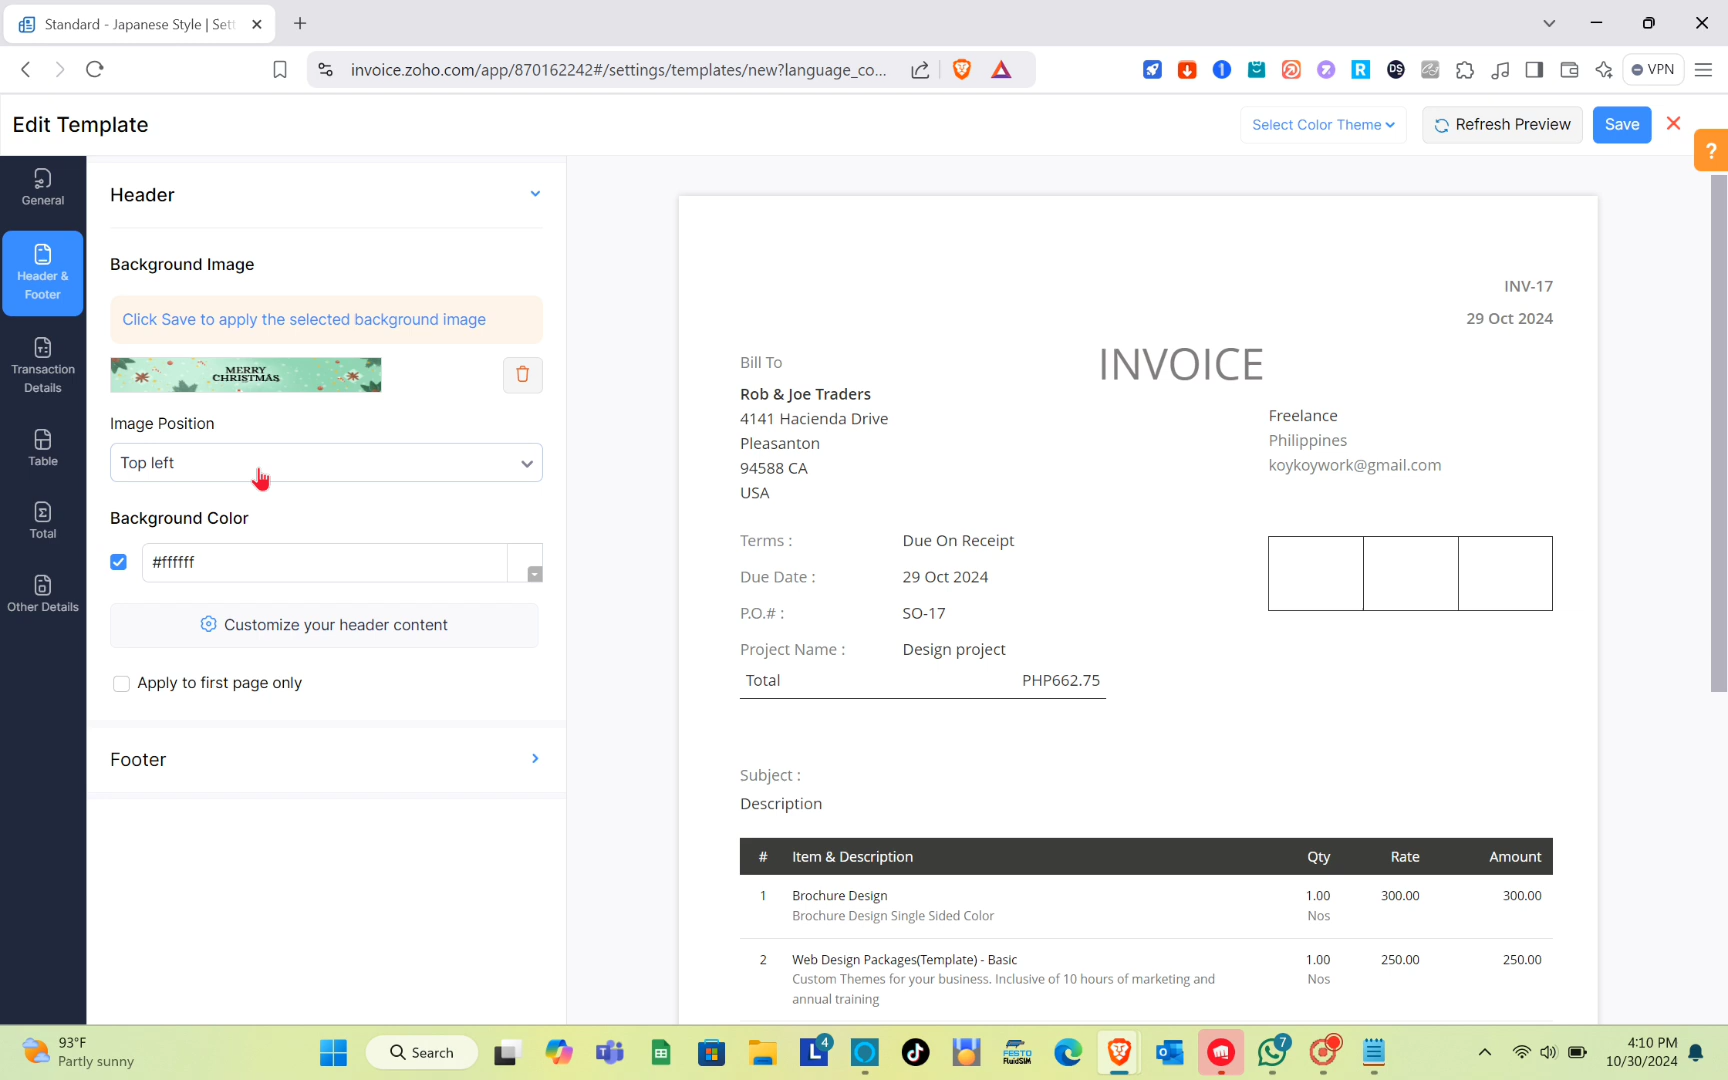 Standard - Japanese Style | Sett
invoice.zoho.com/app/870162242#/settings/templates/new?language_co...
VPN
Edit Template
Select Color Theme
Refresh Preview
Save
?
General
Header &
Footer
Transaction
Details
Table
Total
Other Details
Header
Background Image
Click Save to apply the selected background image
MERRY
CHRISTMAS
Image Position
Top left
Background Color
#ffffff
Customize your header content
Apply to first page only
Footer
INV-17
29 Oct 2024
INVOICE
Bill To
Rob & Joe Traders
4141 Hacienda Drive
Pleasanton
94588 CA
USA
Freelance
Philippines
koykoywork@gmail.com
Terms : Due On Receipt
Due Date : 29 Oct 2024
P.O.# : SO-17
Project Name : Design project
Total PHP662.75
Subject :
Description
# Item & Description Qty Rate Amount
1 Brochure Design 1.00 300.00 300.00
Brochure Design Single Sided Color Nos
2 Web Design Packages(Template) - Basic 1.00 250.00 250.00
Custom Themes for your business. Inclusive of 10 hours of marketing and Nos
annual training
93°F
Partly sunny
Search
L 4
FESTO
FluidSIM
7
4:10 PM
10/30/2024